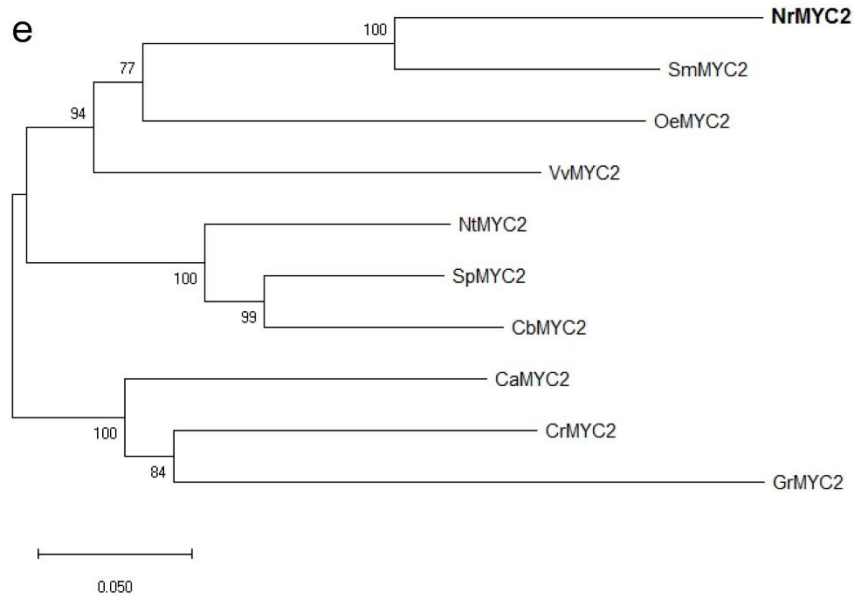 e
NrMYC2
100
SmMYC2
77
OeMYC2
94
VvMYC2
NtMYC2
100
SpMYC2
99
CbMYC2
CaMYC2
100
CrMYC2
84
GrMYC2
0.050